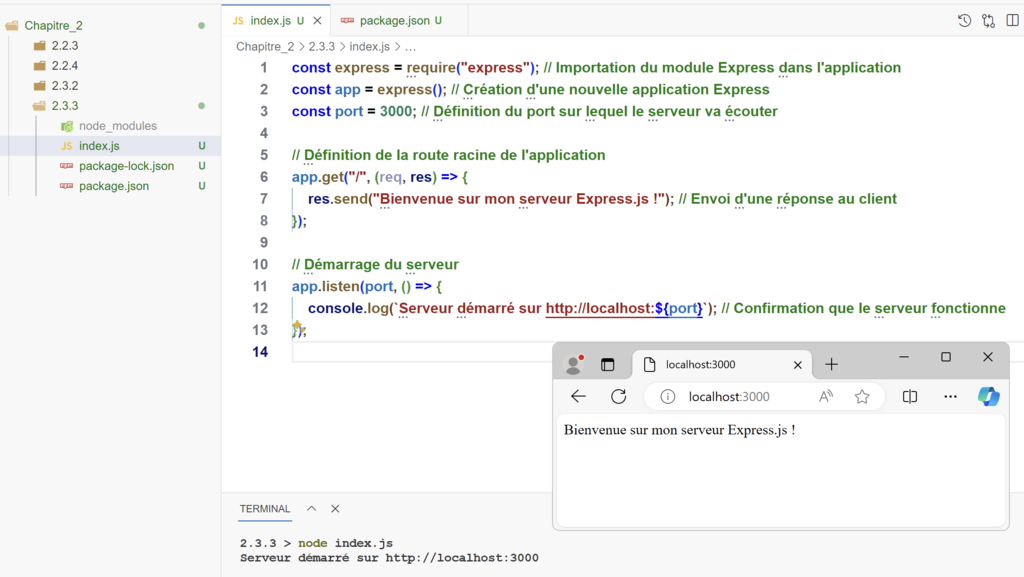 Chapitre_2
2.2.3
2.2.4
2.3.2
2.3.3
node_modules
JS index.js U
package-lock.json U
package.json U
JS index.js U
package.json U
Chapitre_2 > 2.3.3 > index.js > ...
1 const express = require("express"); // Importation du module Express dans l'application
2 const app = express(); // Création d'une nouvelle application Express
3 const port = 3000; // Définition du port sur lequel le serveur va écouter
4
5 // Définition de la route racine de l'application
6 app.get("/", (req, res) => {
7 res.send("Bienvenue sur mon serveur Express.js !"); // Envoi d'une réponse au client
8 });
9
10 // Démarrage du serveur
11 app.listen(port, () => {
12 console.log(`Serveur démarré sur http://localhost:${port}`); // Confirmation que le serveur fonctionne
13 });
14
localhost:3000
localhost:3000
Bienvenue sur mon serveur Express.js !
TERMINAL
2.3.3 > node index.js
Serveur démarré sur http://localhost:3000